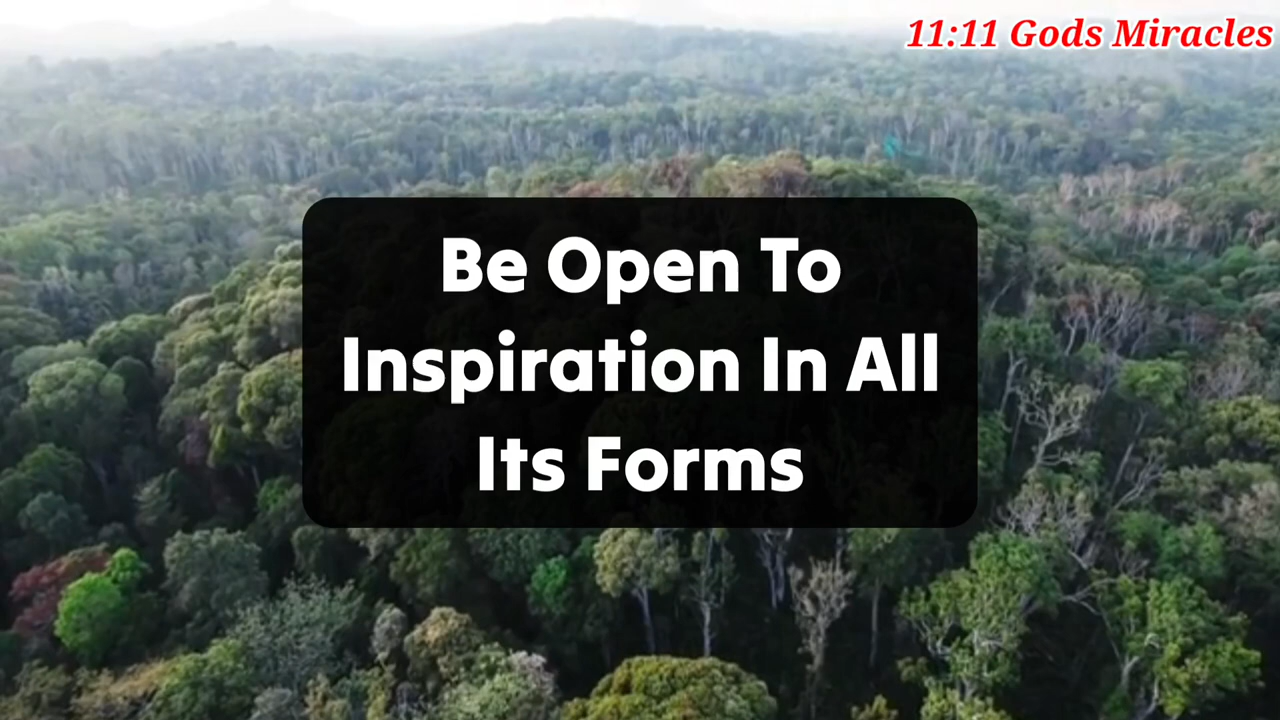 11:11 Gods Miracles
Be Open To
Inspiration In All
Its Forms